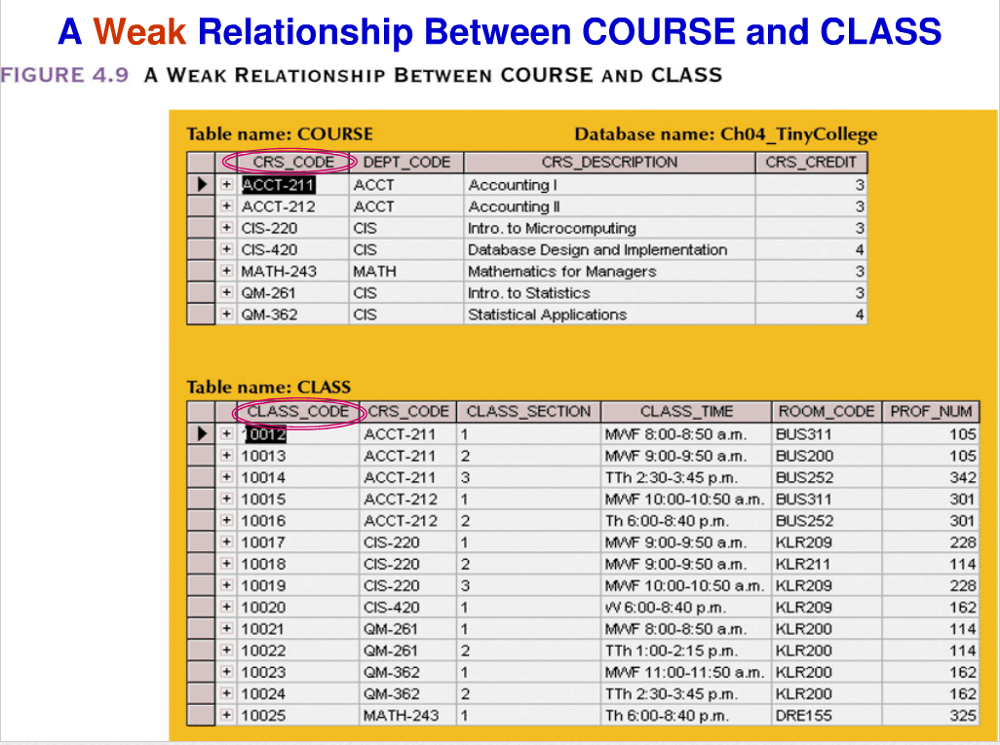 A Weak Relationship Between COURSE and CLASS
FIGURE 4.9 A WEAK RELATIONSHIP BETWEEN COURSE AND CLASS
Table name: COURSE Database name: Ch04_TinyCollege
CRS_CODE DEPT_CODE CRS_DESCRIPTION CRS_CREDIT
+ ACCT-211 ACCT Accounting I 3
+ ACCT-212 ACCT Accounting II 3
+ CIS-220 CIS Intro. to Microcomputing 3
+ CIS-420 CIS Database Design and Implementation 4
+ MATH-243 MATH Mathematics for Managers 3
+ QM-261 CIS Intro. to Statistics 3
+ QM-362 CIS Statistical Applications 4
Table name: CLASS
CLASS_CODE CRS_CODE CLASS_SECTION CLASS_TIME ROOM_CODE PROF_NUM
+ 10012 ACCT-211 1 MWF 8:00-8:50 a.m. BUS311 105
+ 10013 ACCT-211 2 MWF 9:00-9:50 a.m. BUS200 105
+ 10014 ACCT-211 3 TTh 2:30-3:45 p.m. BUS252 342
+ 10015 ACCT-212 1 MWF 10:00-10:50 a.m. BUS311 301
+ 10016 ACCT-212 2 Th 6:00-8:40 p.m. BUS252 301
+ 10017 CIS-220 1 MWF 9:00-9:50 a.m. KLR209 228
+ 10018 CIS-220 2 MWF 9:00-9:50 a.m. KLR211 114
+ 10019 CIS-220 3 MWF 10:00-10:50 a.m. KLR209 228
+ 10020 CIS-420 1 W 6:00-8:40 p.m. KLR209 162
+ 10021 QM-261 1 MWF 8:00-8:50 a.m. KLR200 114
+ 10022 QM-261 2 TTh 1:00-2:15 p.m. KLR200 114
+ 10023 QM-362 1 MWF 11:00-11:50 a.m. KLR200 162
+ 10024 QM-362 2 TTh 2:30-3:45 p.m. KLR200 162
+ 10025 MATH-243 1 Th 6:00-8:40 p.m. DRE155 325